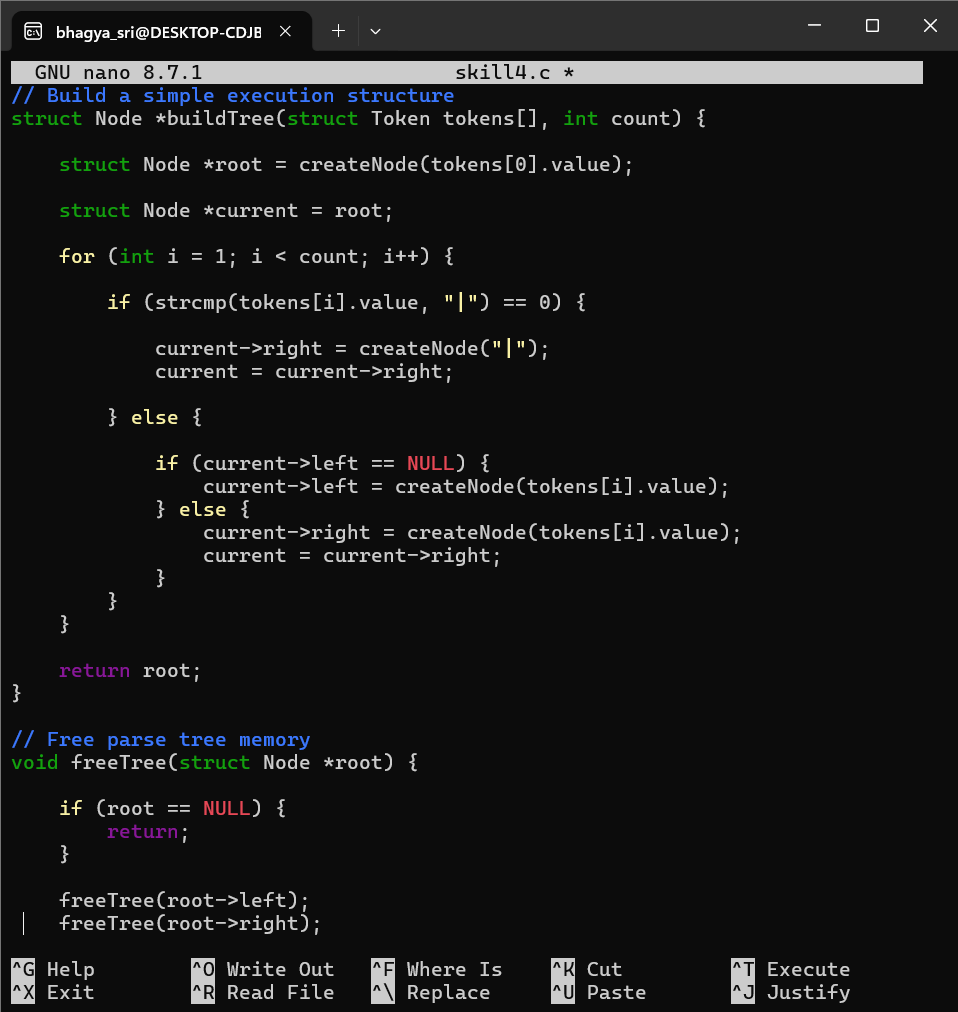 bhagya_sri@DESKTOP-CDJB
GNU nano 8.7.1 skill4.c *
// Build a simple execution structure
struct Node *buildTree(struct Token tokens[], int count) {
    struct Node *root = createNode(tokens[0].value);
    struct Node *current = root;
    for (int i = 1; i < count; i++) {
        if (strcmp(tokens[i].value, "|") == 0) {
            current->right = createNode("|");
            current = current->right;
        } else {
            if (current->left == NULL) {
                current->left = createNode(tokens[i].value);
            } else {
                current->right = createNode(tokens[i].value);
                current = current->right;
            }
        }
    }
    return root;
}
// Free parse tree memory
void freeTree(struct Node *root) {
    if (root == NULL) {
        return;
    }
    freeTree(root->left);
    freeTree(root->right);
^G Help ^O Write Out ^F Where Is ^K Cut ^T Execute
^X Exit ^R Read File ^\ Replace ^U Paste ^J Justify